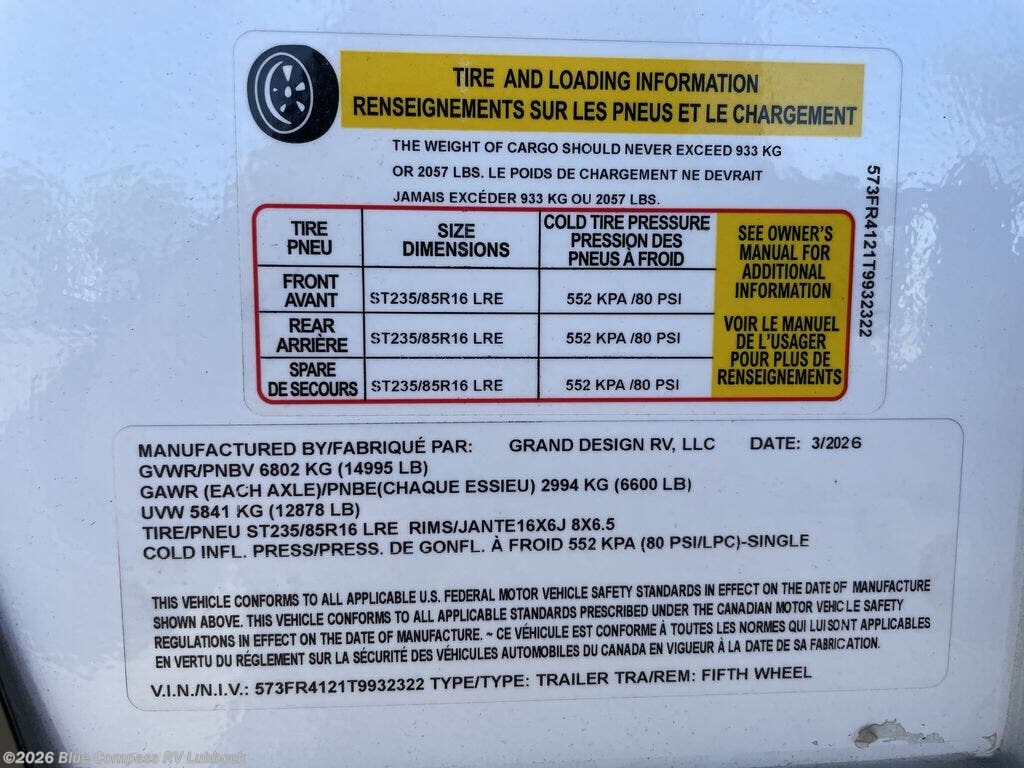 TIRE AND LOADING INFORMATION
RENSEIGNEMENTS SUR LES PNEUS ET LE CHARGEMENT
THE WEIGHT OF CARGO SHOULD NEVER EXCEED 933 KG
OR 2057 LBS. LE POIDS DE CHARGEMENT NE DEVRAIT
JAMAIS EXCÉDER 933 KG OU 2057 LBS.
TIRE
PNEU
SIZE
DIMENSIONS
COLD TIRE PRESSURE
PRESSION DES
PNEUS À FROID
FRONT
AVANT
ST235/85R16 LRE
552 KPA /80 PSI
REAR
ARRIÈRE
ST235/85R16 LRE
552 KPA /80 PSI
SPARE
DE SECOURS
ST235/85R16 LRE
552 KPA /80 PSI
SEE OWNER'S
MANUAL FOR
ADDITIONAL
INFORMATION
VOIR LE MANUEL
DE L'USAGER
POUR PLUS DE
RENSEIGNEMENTS
573FR4121T9932322
MANUFACTURED BY/FABRIQUÉ PAR: GRAND DESIGN RV, LLC DATE: 3/2026
GVWR/PNBV 6802 KG (14995 LB)
GAWR (EACH AXLE)/PNBE(CHAQUE ESSIEU) 2994 KG (6600 LB)
UVW 5841 KG (12878 LB)
TIRE/PNEU ST235/85R16 LRE RIMS/JANTE16X6J 8X6.5
COLD INFL. PRESS/PRESS. DE GONFL. À FROID 552 KPA (80 PSI/LPC)-SINGLE
THIS VEHICLE CONFORMS TO ALL APPLICABLE U.S. FEDERAL MOTOR VEHICLE SAFETY STANDARDS IN EFFECT ON THE DATE OF MANUFACTURE
SHOWN ABOVE. THIS VEHICLE CONFORMS TO ALL APPLICABLE STANDARDS PRESCRIBED UNDER THE CANADIAN MOTOR VEHICLE SAFETY
REGULATIONS IN EFFECT ON THE DATE OF MANUFACTURE. ~ CE VÉHICULE EST CONFORME À TOUTES LES NORMES QUI LUI SONT APPLICABLES
EN VERTU DU RÉGLEMENT SUR LA SÉCURITÉ DES VÉHICULES AUTOMOBILES DU CANADA EN VIGUEUR À LA DATE DE SA FABRICATION.
V.I.N./N.I.V.: 573FR4121T9932322 TYPE/TYPE: TRAILER TRA/REM: FIFTH WHEEL
©2026 Blue Compass RV Lubbock